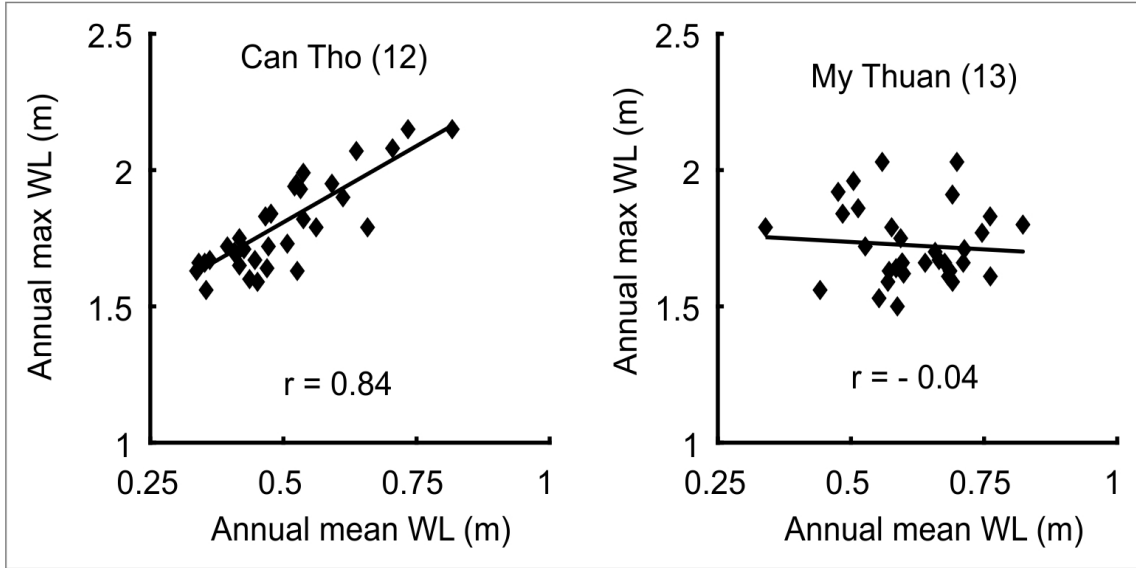 Can Tho (12)
Annual max WL (m)
2.5
2
1.5
1
r = 0.84
0.25 0.5 0.75 1
Annual mean WL (m)
My Thuan (13)
Annual max WL (m)
2.5
2
1.5
1
r = - 0.04
0.25 0.5 0.75 1
Annual mean WL (m)